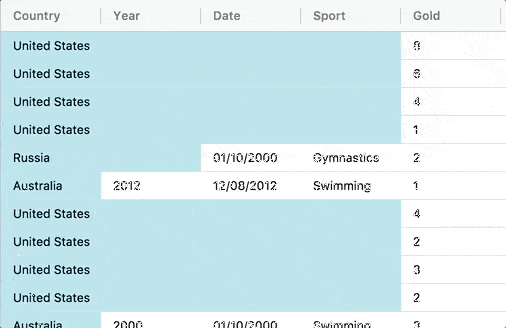 Country Year Date Sport Gold
United States 8
United States
United States 4
United States 1
Russia 01/10/2000 Gymnastics 2
Australia 2012 12/08/2012 Swimming 1
United States 4
United States 2
United States 3
United States 2
Australia 2000 01/10/2000 Swimming 3